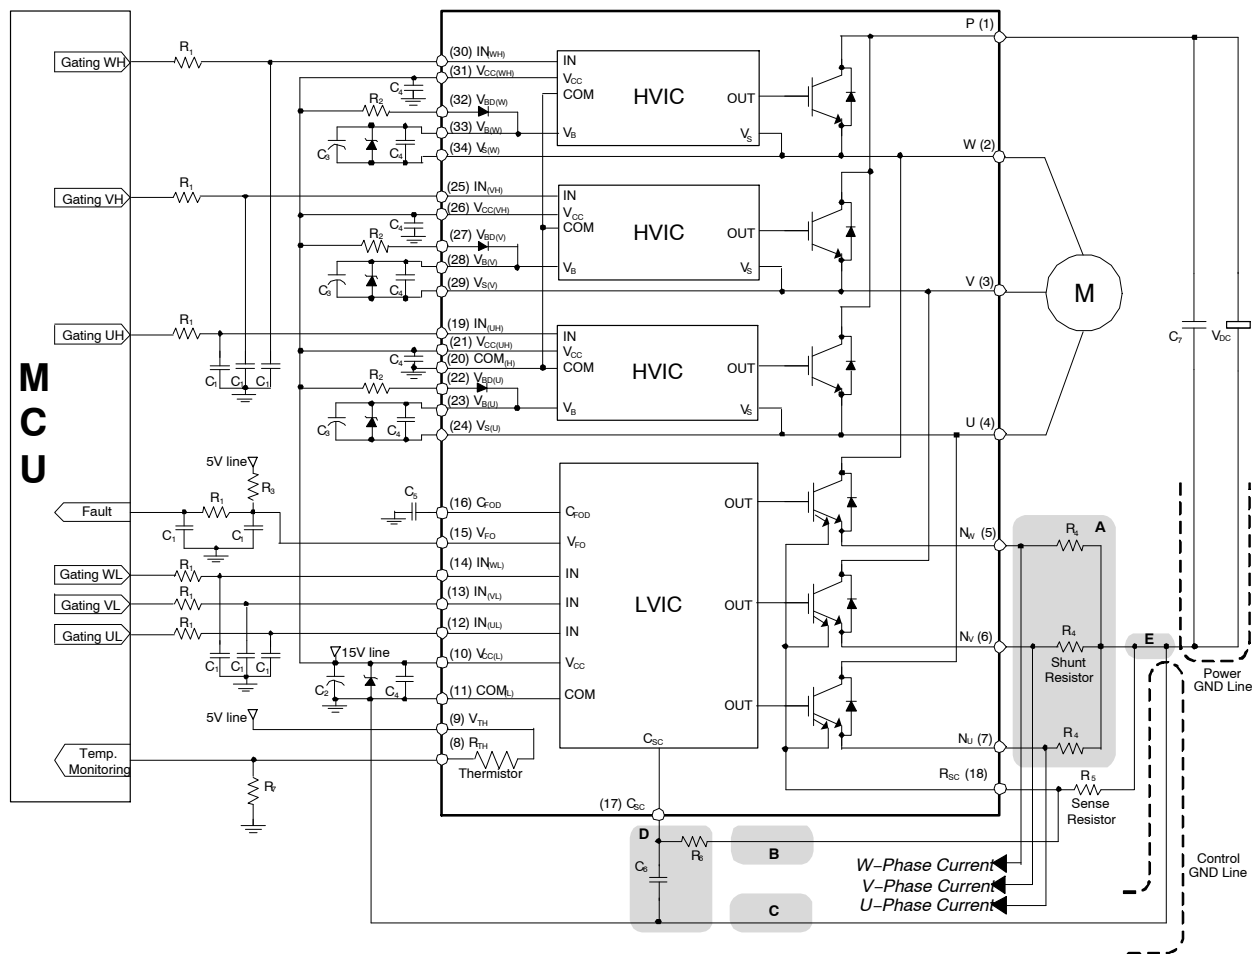 P (1)
Gating WH
R1
(30) IN(WH)
(31) VCC(WH)
C4
R2
(32) VBD(W)
(33) VB(W)
C3
C4
(34) VS(W)
IN
VCC
COM
VB
HVIC
OUT
VS
W (2)
Gating VH
R1
(25) IN(VH)
(26) VCC(VH)
C4
R2
(27) VBD(V)
(28) VB(V)
C3
C4
(29) VS(V)
IN
VCC
COM
VB
HVIC
OUT
VS
V (3)
M
C7
VDC
Gating UH
R1
C1
C1
C1
(19) IN(UH)
(21) VCC(UH)
(20) COM(H)
C4
R2
(22) VBD(U)
(23) VB(U)
C3
C4
(24) VS(U)
IN
VCC
COM
VB
HVIC
OUT
VS
U (4)
M
C
U
5V line
R3
R1
Fault
C1
C1
C5
(16) CFOD
(15) VFO
(14) IN(WL)
(13) IN(VL)
(12) IN(UL)
Gating WL
R1
Gating VL
R1
Gating UL
R1
C1
C1
C1
15V line
C2
C4
(10) VCC(L)
(11) COM(L)
5V line
(9) VTH
(8) RTH
Thermistor
Temp.
Monitoring
R7
CFOD
VFO
IN
IN
IN
VCC
COM
LVIC
OUT
OUT
OUT
CSC
(17) CSC
NW (5)
NV (6)
NU (7)
RSC (18)
A
R4
R4
Shunt
Resistor
R4
E
Power
GND Line
R5
Sense
Resistor
D
R6
C6
B
C
W−Phase Current
V−Phase Current
U−Phase Current
Control
GND Line